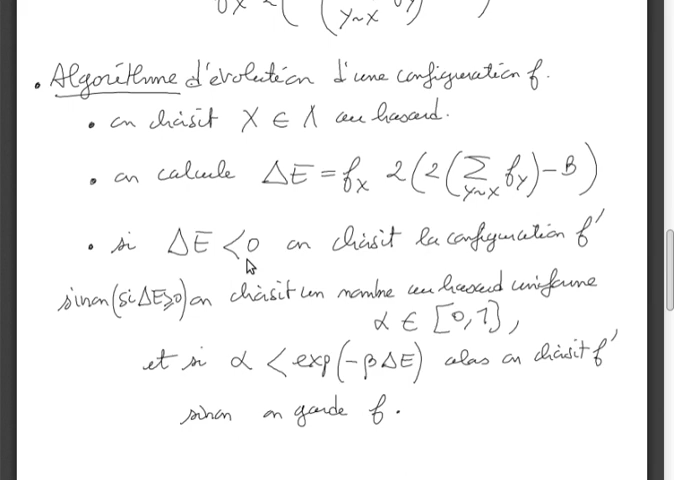 • Algorithme d'évolution d'une configuration f.
• on choisit X ∈ Λ au hasard.
• on calcule ΔE = f_X 2(2(∑_{Y~X} f_Y) - B)
• si ΔE < 0 on choisit la configuration f'
sinon (si ΔE ≥ 0) on choisit un nombre au hasard uniforme
α ∈ [0,1],
et si α < exp(-βΔE) alors on choisit f'
sinon on garde f.